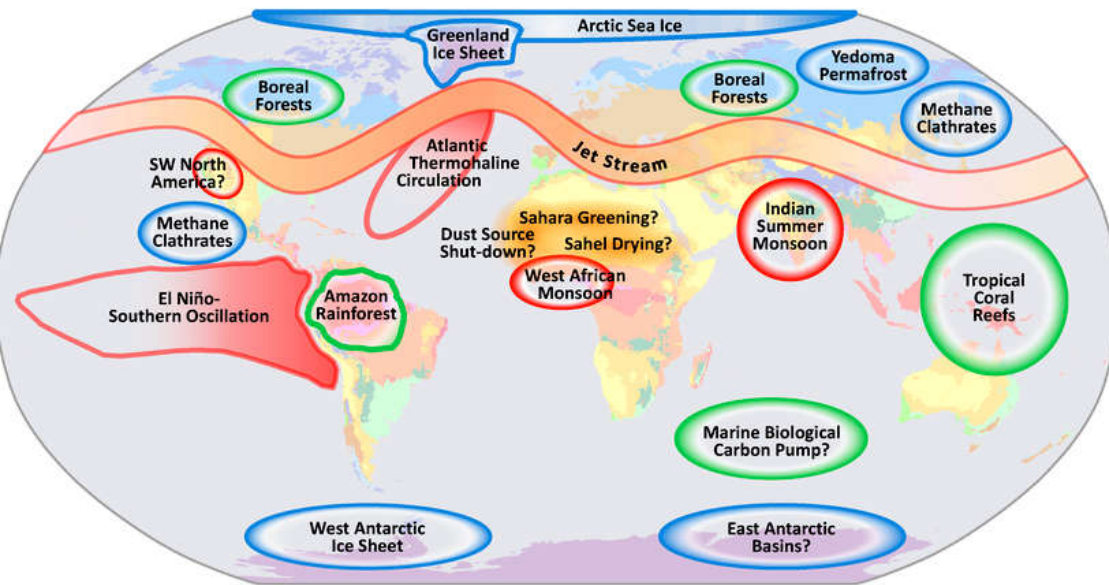 Arctic Sea Ice
Greenland
Ice Sheet
Yedoma
Permafrost
Boreal
Forests
Boreal
Forests
Methane
Clathrates
Jet Stream
Atlantic
Thermohaline
Circulation
SW North
America?
Methane
Clathrates
Sahara Greening?
Dust Source
Shut-down?
Sahel Drying?
Indian
Summer
Monsoon
West African
Monsoon
El Niño-
Southern Oscillation
Amazon
Rainforest
Tropical
Coral
Reefs
Marine Biological
Carbon Pump?
West Antarctic
Ice Sheet
East Antarctic
Basins?